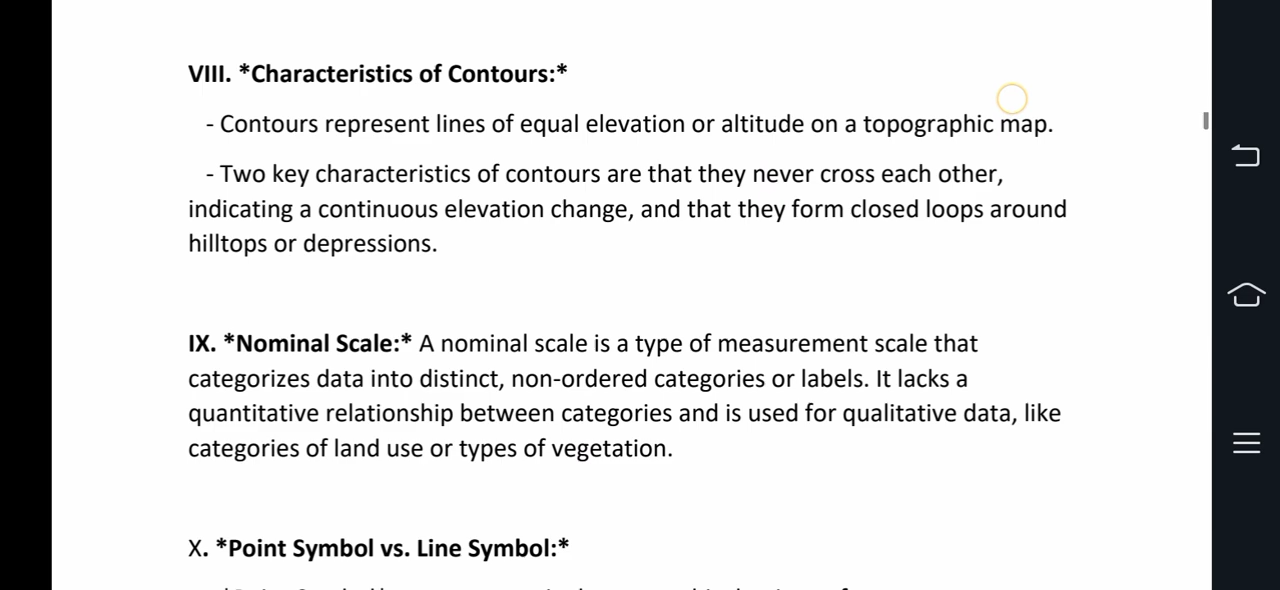 VIII. *Characteristics of Contours:*
- Contours represent lines of equal elevation or altitude on a topographic map.
- Two key characteristics of contours are that they never cross each other,
indicating a continuous elevation change, and that they form closed loops around
hilltops or depressions.
IX. *Nominal Scale:* A nominal scale is a type of measurement scale that
categorizes data into distinct, non-ordered categories or labels. It lacks a
quantitative relationship between categories and is used for qualitative data, like
categories of land use or types of vegetation.
X. *Point Symbol vs. Line Symbol:*